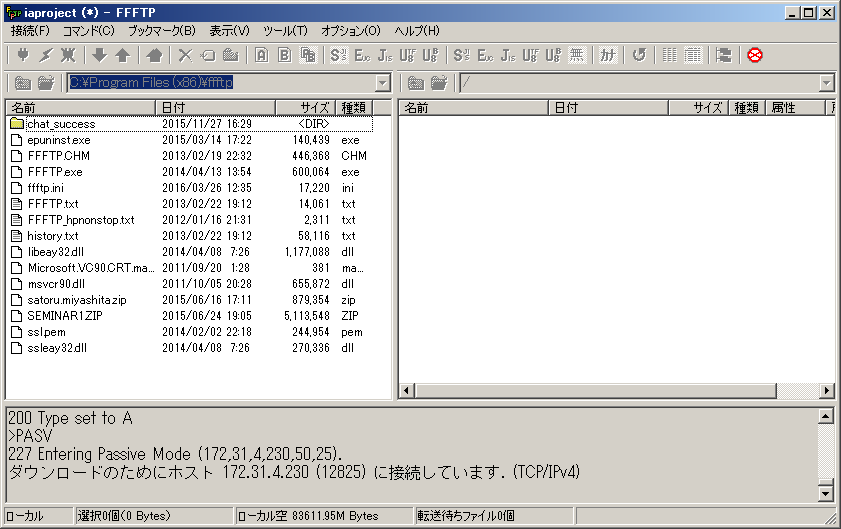 iaproject (*) - FFFTP
接続(F) コマンド(C) ブックマーク(B) 表示(V) ツール(T) オプション(O) ヘルプ(H)
C:¥Program Files (x86)¥ffftp
/
名前 日付 サイズ 種類
名前 日付 サイズ 種類 属性
chat_success 2015/11/27 16:29 <DIR>
epuninst.exe 2015/03/14 17:22 140,439 exe
FFFTP.CHM 2013/02/19 22:32 446,368 CHM
FFFTP.exe 2014/04/13 13:54 600,064 exe
ffftp.ini 2016/03/26 12:35 17,220 ini
FFFTP.txt 2013/02/22 19:12 14,061 txt
FFFTP_hpnonstop.txt 2012/01/16 21:31 2,311 txt
history.txt 2013/02/22 19:12 58,116 txt
libeay32.dll 2014/04/08 7:26 1,177,088 dll
Microsoft.VC90.CRT.ma... 2011/09/20 1:28 381 ma...
msvcr90.dll 2011/10/05 20:28 655,872 dll
satoru.miyashita.zip 2015/06/16 17:11 879,354 zip
SEMINAR1.ZIP 2015/06/24 19:05 5,113,548 ZIP
ssl.pem 2014/02/02 22:18 244,954 pem
ssleay32.dll 2014/04/08 7:26 270,336 dll
200 Type set to A
>PASV
227 Entering Passive Mode (172,31,4,230,50,25).
ダウンロードのためにホスト 172.31.4.230 (12825) に接続しています. (TCP/IPv4)
ローカル 選択0個(0 Bytes) ローカル空 83611.95M Bytes 転送待ちファイル0個